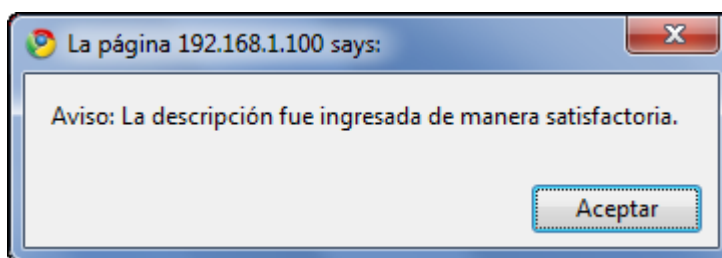 La página 192.168.1.100 says:
Aviso: La descripción fue ingresada de manera satisfactoria.
Aceptar